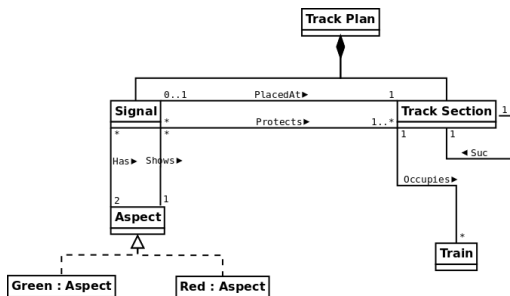 Track Plan
0..1 PlacedAt► 1
Signal Track Section 1
* * Protects► 1..* 1 1
◄ Suc
Has► Shows►
Occupies►
2 1
Aspect
*
Train
Green : Aspect Red : Aspect